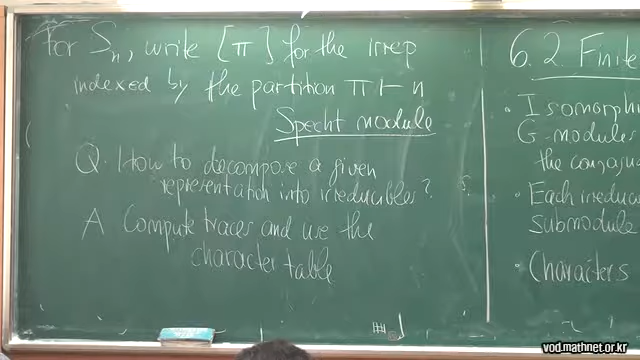 For Sn, write [π] for the irrep
indexed by the partition π ⊢ n
Specht module
Q. How to decompose a given
representation into irreducibles?
A Compute traces and use the
character table
6.2 Finite
• Isomorphi
G-modules
the conjuga
• Each irreduc
submodule
• Characters
vod.mathnet.or.kr